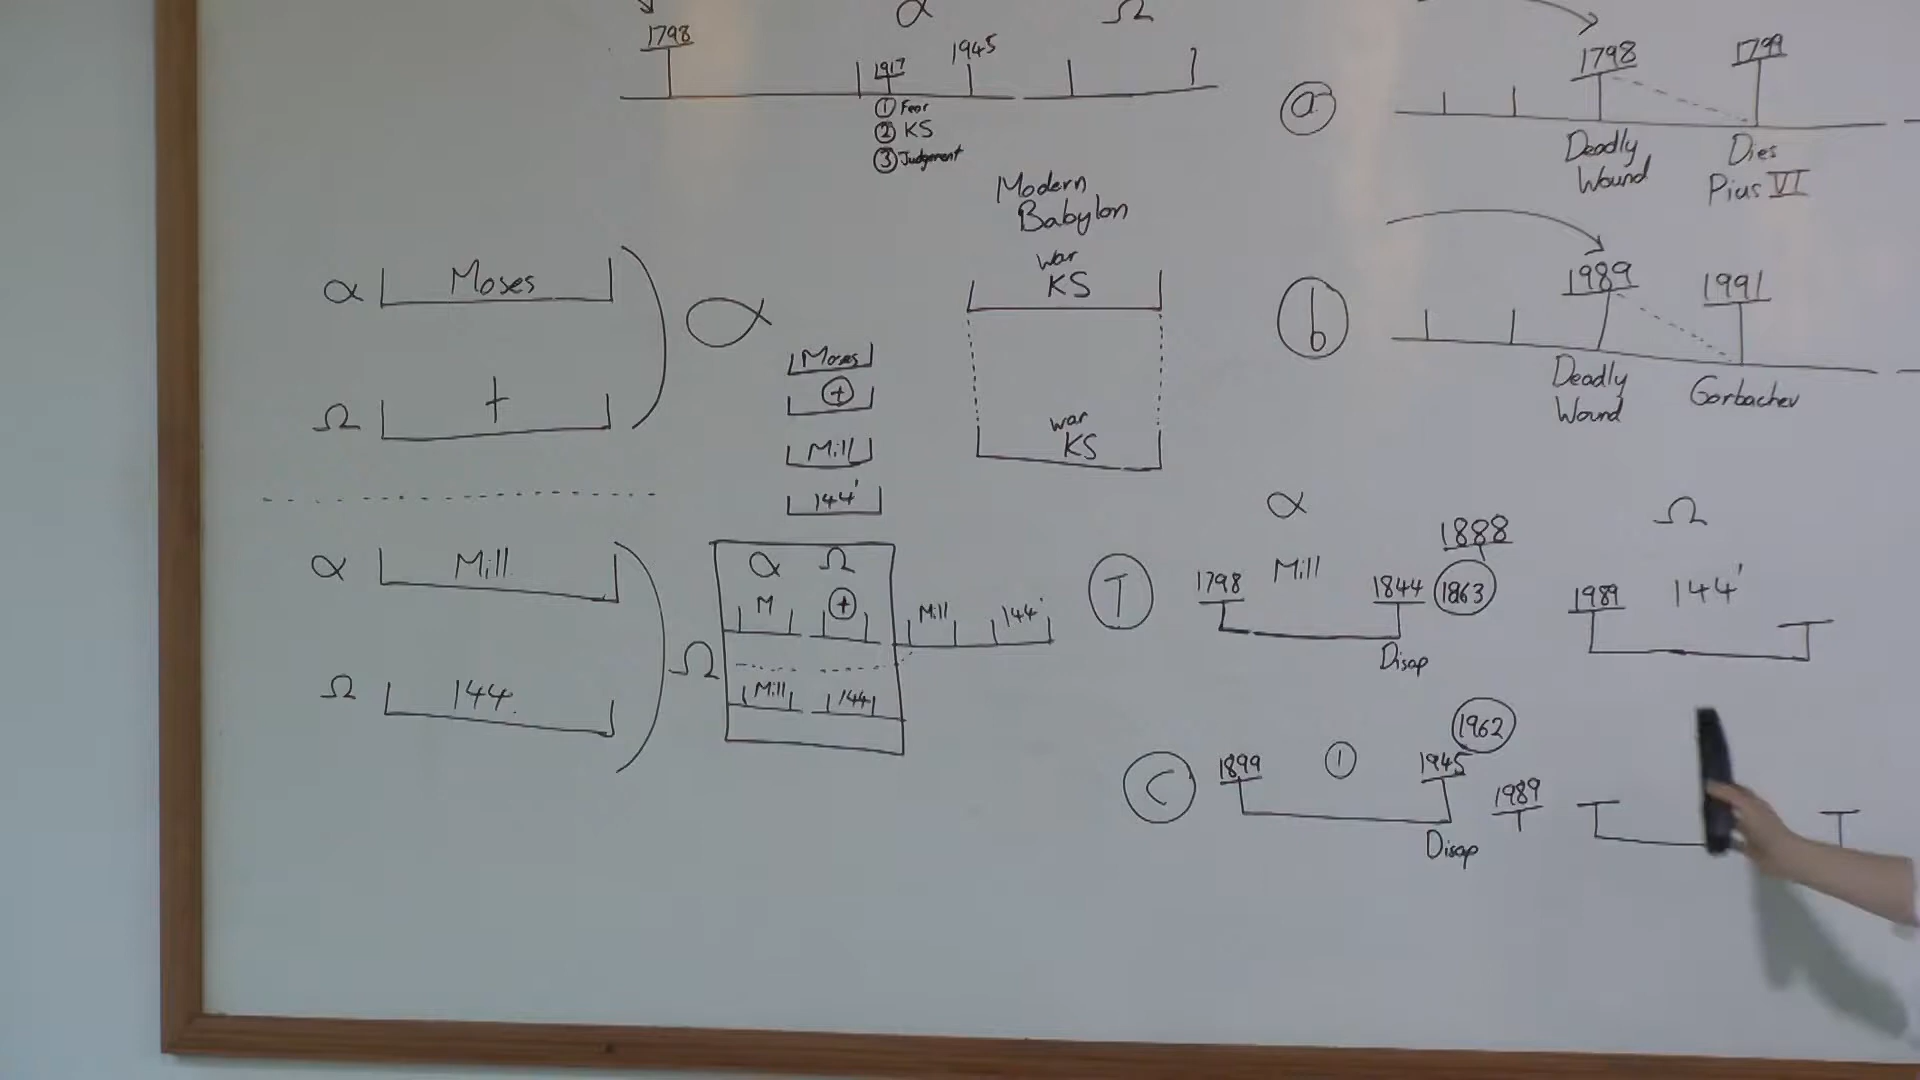 α Ω
1798
1917
1945
① Fear
② KS
③ Judgement
Modern
Babylon
war
KS
war
KS
α Moses
Ω +
α
Moses
+
Mill
144'
α Mill
Ω 144.
Ω
α Ω
M +
Mill 144'
Mill 144
a
1798 1799
Deadly
Wound
Dies
Pius VI
b
1989 1991
Deadly
Wound
Gorbachev
α Ω
T
1798 Mill 1844 1863
1888
Disap
1989 144'
C
1899 ① 1945
1962
Disap
1989